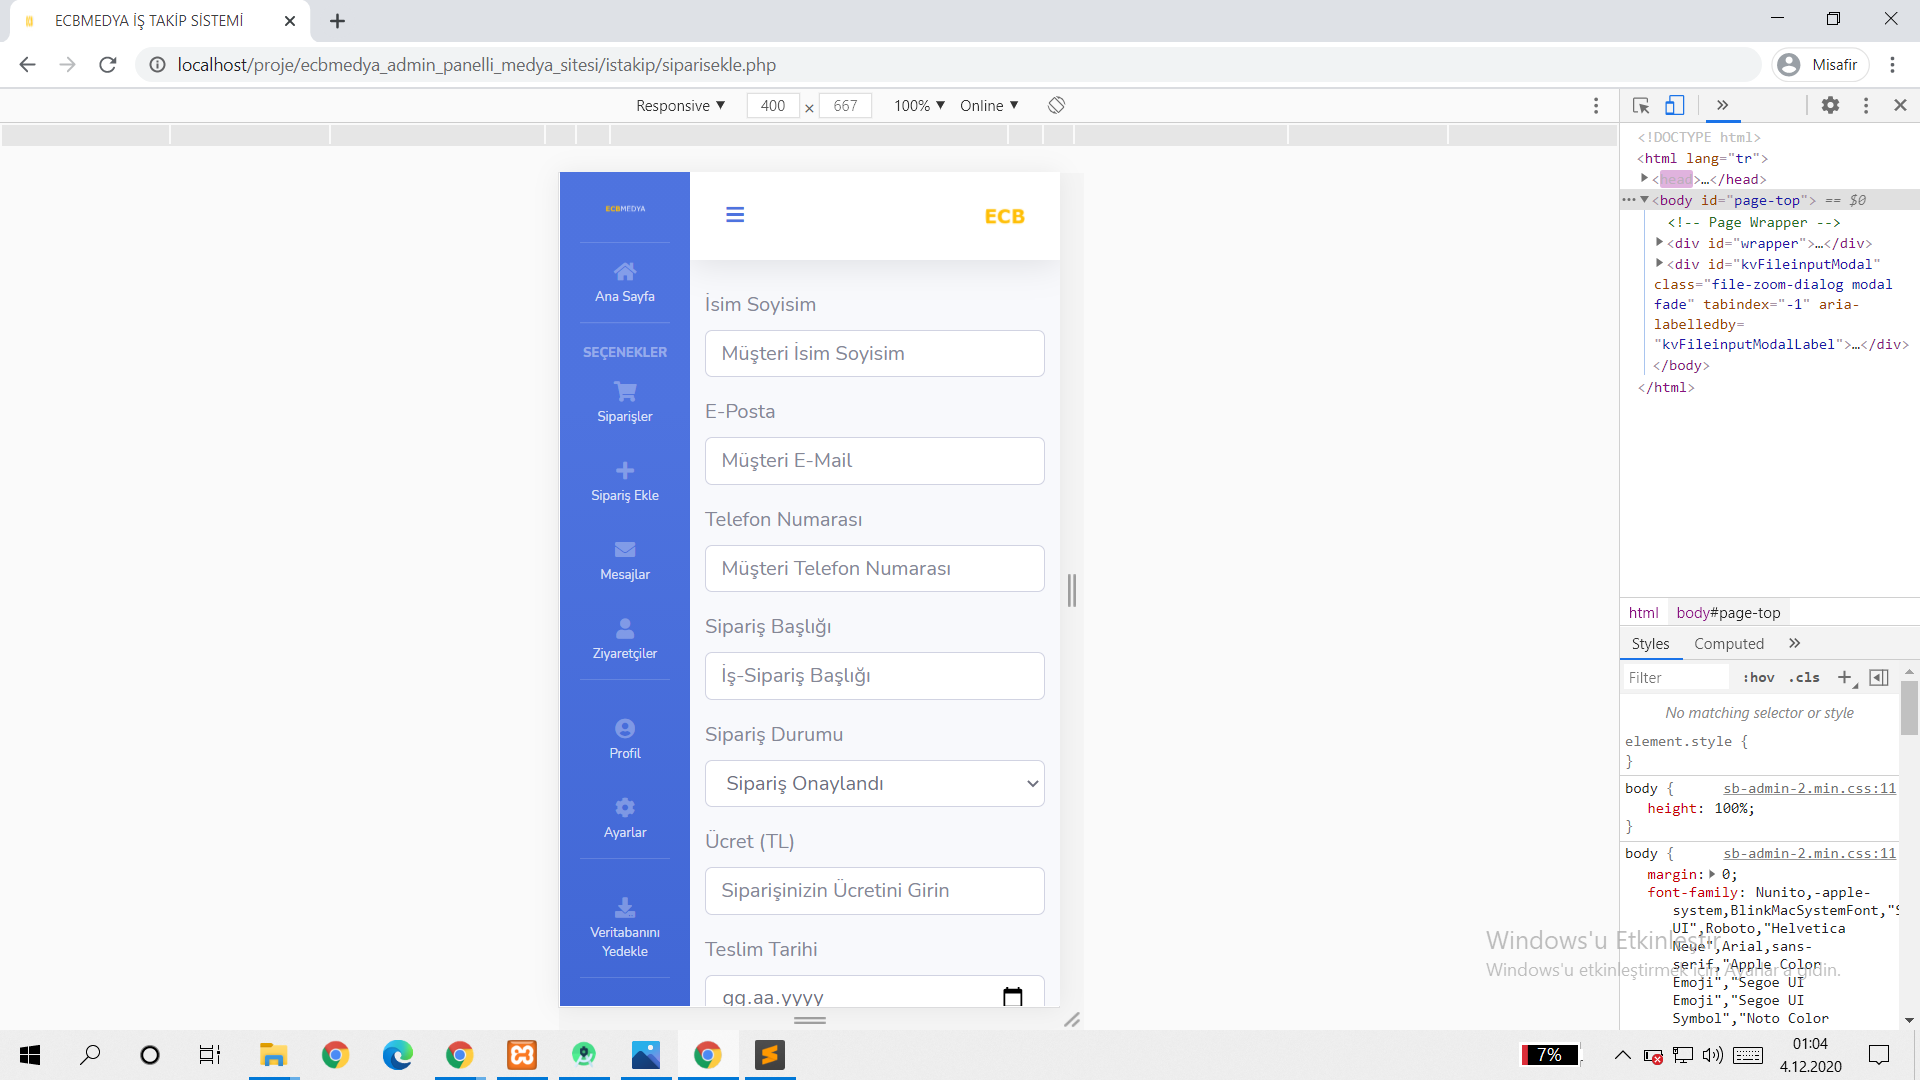 ECBMEDYA İŞ TAKİP SİSTEMİ
localhost/proje/ecbmedya_admin_panelli_medya_sitesi/istakip/siparisekle.php
Misafir
Responsive ▼ 400 × 667 100% ▼ Online ▼
ECBMEDYA
Ana Sayfa
SEÇENEKLER
Siparişler
Sipariş Ekle
Mesajlar
Ziyaretçiler
Profil
Ayarlar
Veritabanını
Yedekle
ECB
İsim Soyisim
Müşteri İsim Soyisim
E-Posta
Müşteri E-Mail
Telefon Numarası
Müşteri Telefon Numarası
Sipariş Başlığı
İş-Sipariş Başlığı
Sipariş Durumu
Sipariş Onaylandı
Ücret (TL)
Siparişinizin Ücretini Girin
Teslim Tarihi
gg.aa.yyyy
<!DOCTYPE html>
<html lang="tr">
<head>…</head>
<body id="page-top"> == $0
<!-- Page Wrapper -->
<div id="wrapper">…</div>
<div id="kvFileinputModal"
class="file-zoom-dialog modal
fade" tabindex="-1" aria-
labelledby=
"kvFileinputModalLabel">…</div>
</body>
</html>
html body#page-top
Styles Computed
Filter :hov .cls
No matching selector or style
element.style {
}
body { sb-admin-2.min.css:11
height: 100%;
}
body { sb-admin-2.min.css:11
margin: 0;
font-family: Nunito,-apple-
system,BlinkMacSystemFont,"S
UI",Roboto,"Helvetica
Neue",Arial,sans-
serif,"Apple Color
Emoji","Segoe UI
Emoji","Segoe UI
Symbol","Noto Color
Windows'u Etkinleştir
Windows'u etkinleştirmek için Ayarlar'a gidin.
7%
01:04
4.12.2020